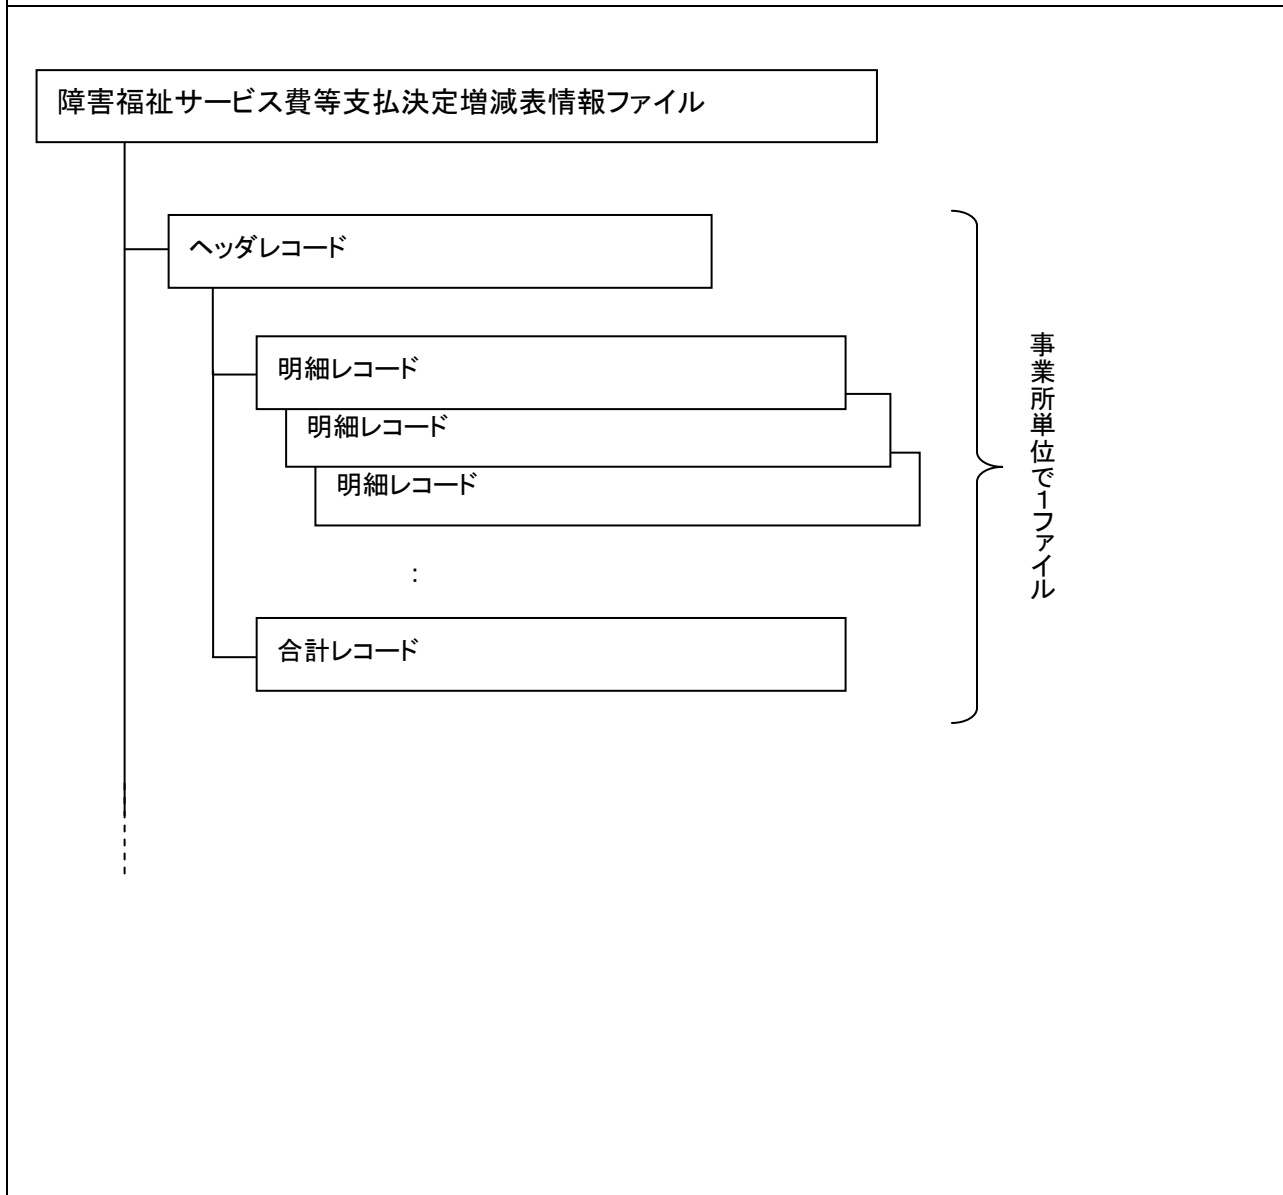 障害福祉サービス費等支払決定増減表情報ファイル
ヘッダレコード
明細レコード
明細レコード
明細レコード
:
合計レコード
事業所単位で1ファイル